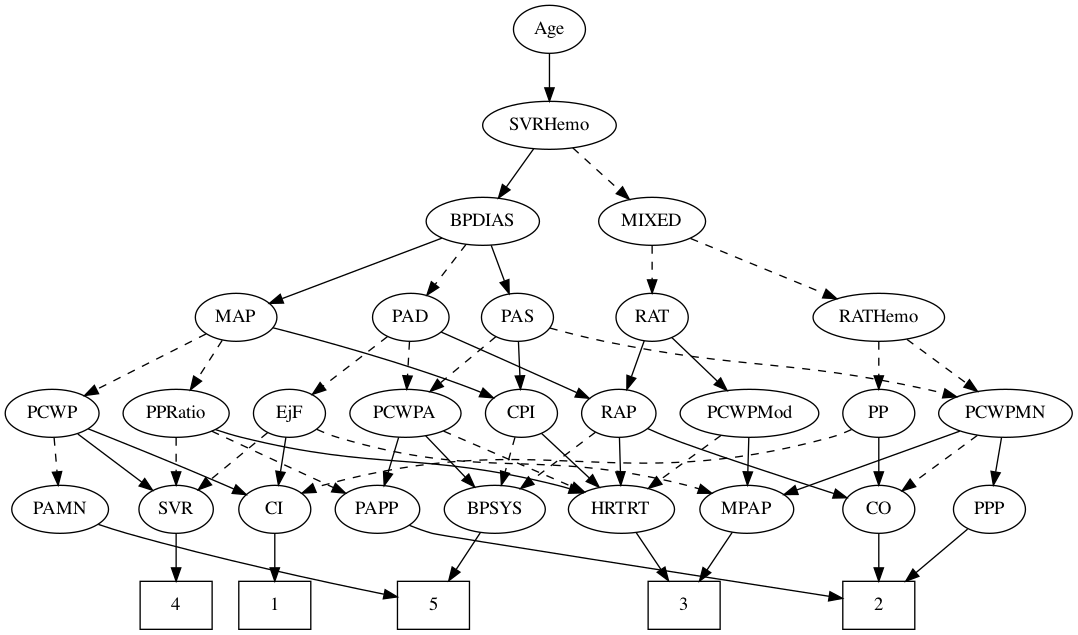 Age
SVRHemo
BPDIAS
MIXED
MAP
PAD
PAS
RAT
RATHemo
PCWP
PPRatio
EjF
PCWPA
CPI
RAP
PCWPMod
PP
PCWPMN
PAMN
SVR
CI
PAPP
BPSYS
HRTRT
MPAP
CO
PPP
4
1
5
3
2